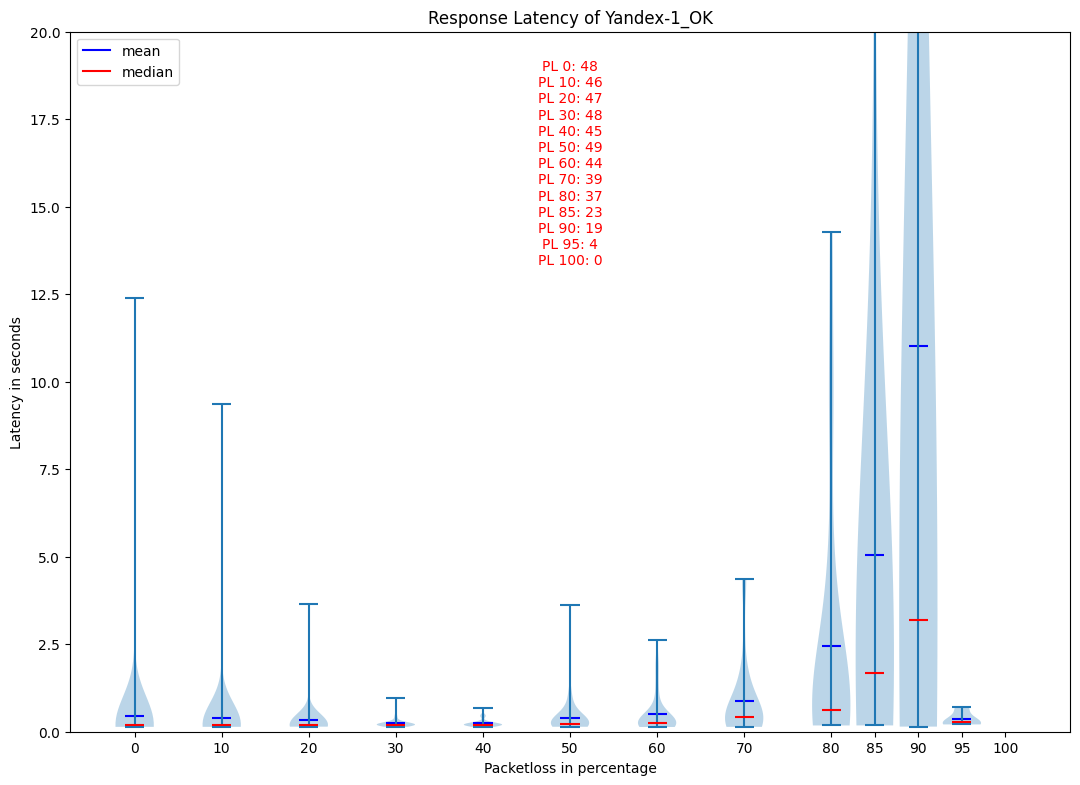 Response Latency of Yandex-1_OK
mean
median
PL 0: 48
PL 10: 46
PL 20: 47
PL 30: 48
PL 40: 45
PL 50: 49
PL 60: 44
PL 70: 39
PL 80: 37
PL 85: 23
PL 90: 19
PL 95: 4
PL 100: 0
Latency in seconds
20.0
17.5
15.0
12.5
10.0
7.5
5.0
2.5
0.0
0 10 20 30 40 50 60 70 80 85 90 95 100
Packetloss in percentage